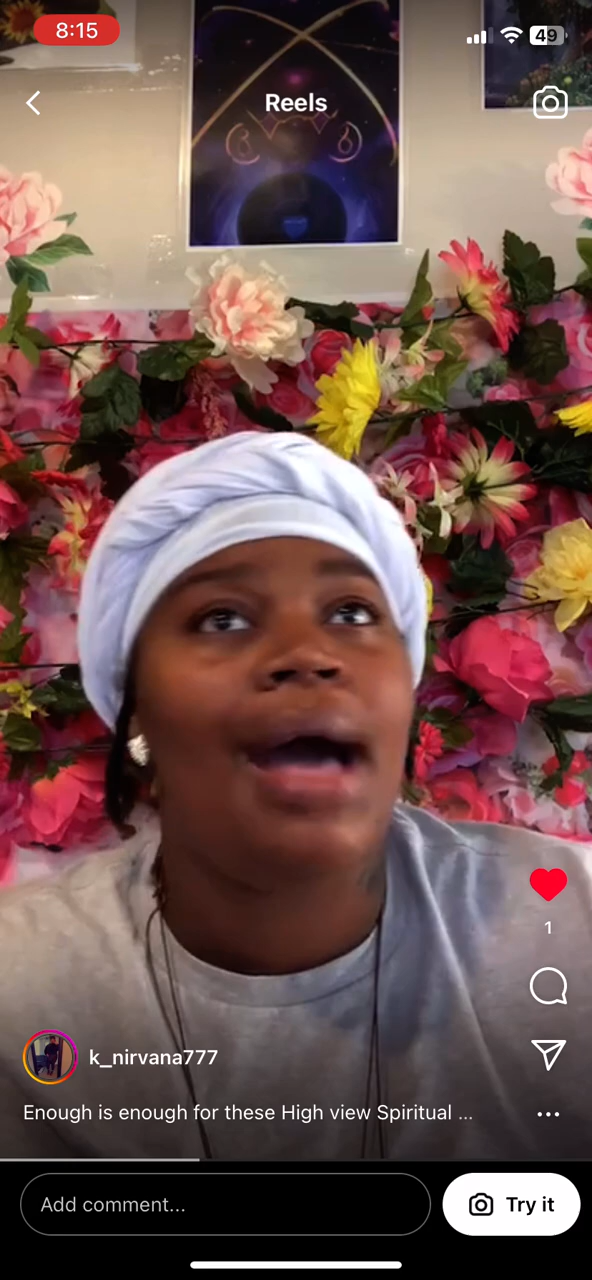 8:15
49
Reels
1
k_nirvana777
Enough is enough for these High view Spiritual ...
Add comment...
Try it